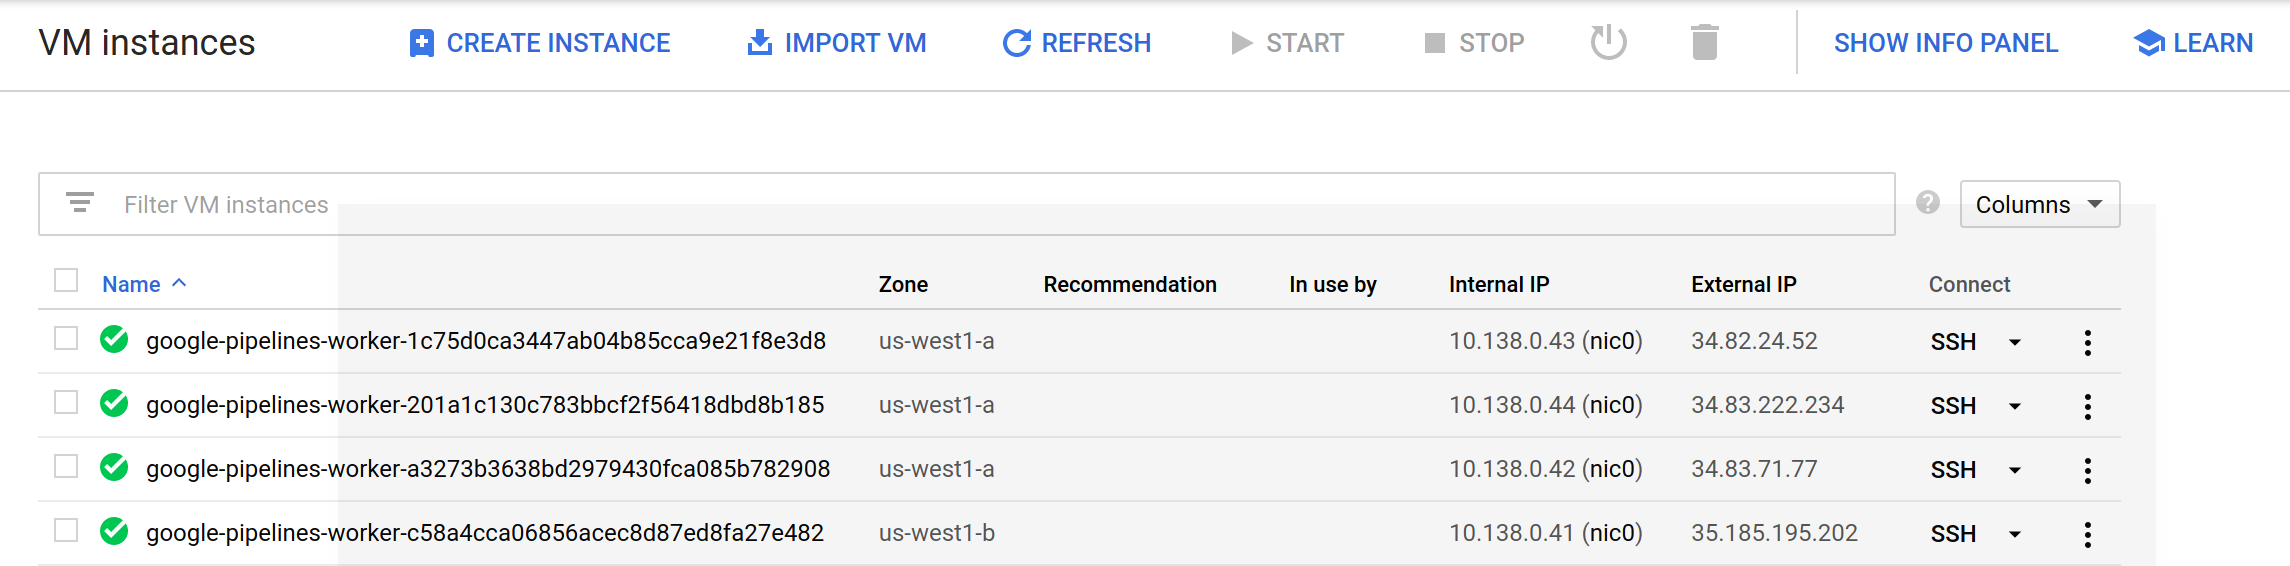 VM instances CREATE INSTANCE IMPORT VM REFRESH START STOP SHOW INFO PANEL LEARN
Filter VM instances ? Columns
Name Zone Recommendation In use by Internal IP External IP Connect
google-pipelines-worker-1c75d0ca3447ab04b85cca9e21f8e3d8 us-west1-a 10.138.0.43 (nic0) 34.82.24.52 SSH
google-pipelines-worker-201a1c130c783bbcf2f56418dbd8b185 us-west1-a 10.138.0.44 (nic0) 34.83.222.234 SSH
google-pipelines-worker-a3273b3638bd2979430fca085b782908 us-west1-a 10.138.0.42 (nic0) 34.83.71.77 SSH
google-pipelines-worker-c58a4cca06856acec8d87ed8fa27e482 us-west1-b 10.138.0.41 (nic0) 35.185.195.202 SSH